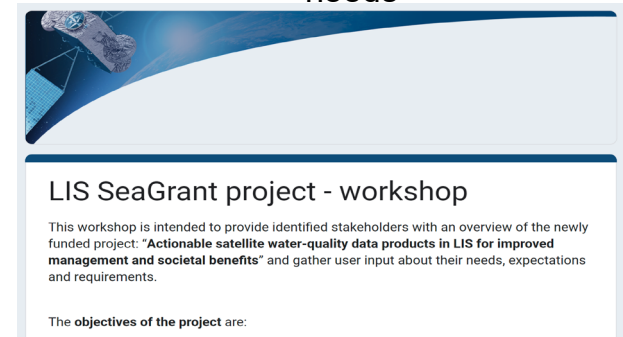 needs
LIS SeaGrant project - workshop
This workshop is intended to provide identified stakeholders with an overview of the newly
funded project: “Actionable satellite water-quality data products in LIS for improved
management and societal benefits” and gather user input about their needs, expectations
and requirements.
The objectives of the project are: